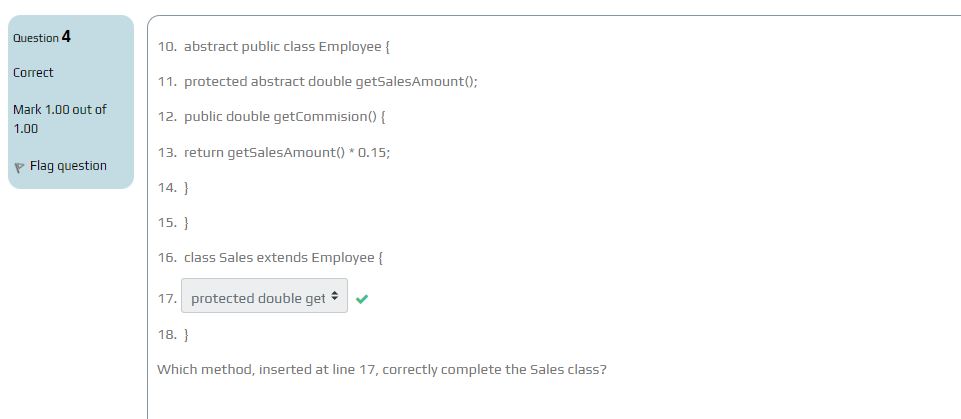 Question 4
Correct
Mark 1.00 out of
1.00
Flag question
10. abstract public class Employee {
11. protected abstract double getSalesAmount();
12. public double getCommision() {
13. return getSalesAmount() * 0.15;
14. }
15. }
16. class Sales extends Employee {
17. protected double get
18. }
Which method, inserted at line 17, correctly complete the Sales class?